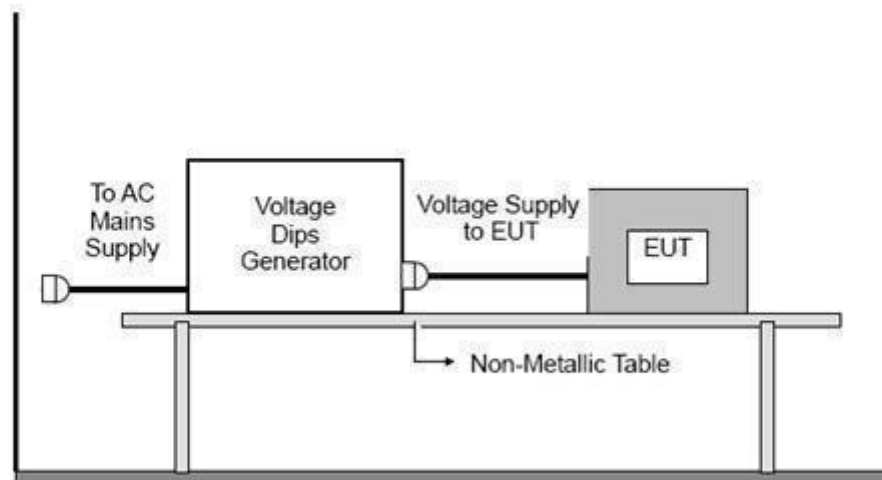 To AC
Mains
Supply
Voltage
Dips
Generator
Voltage Supply
to EUT
EUT
Non-Metallic Table